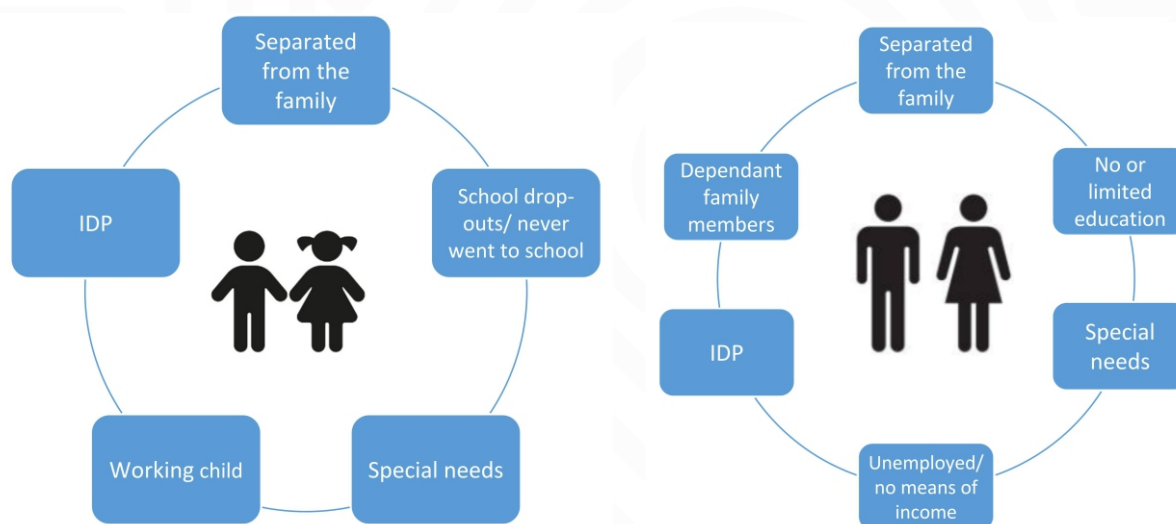 Separated
from the
family
School drop-
outs/ never
went to school
Special needs
Working child
IDP
Separated
from the
family
No or
limited
education
Special
needs
Unemployed/
no means of
income
IDP
Dependant
family
members